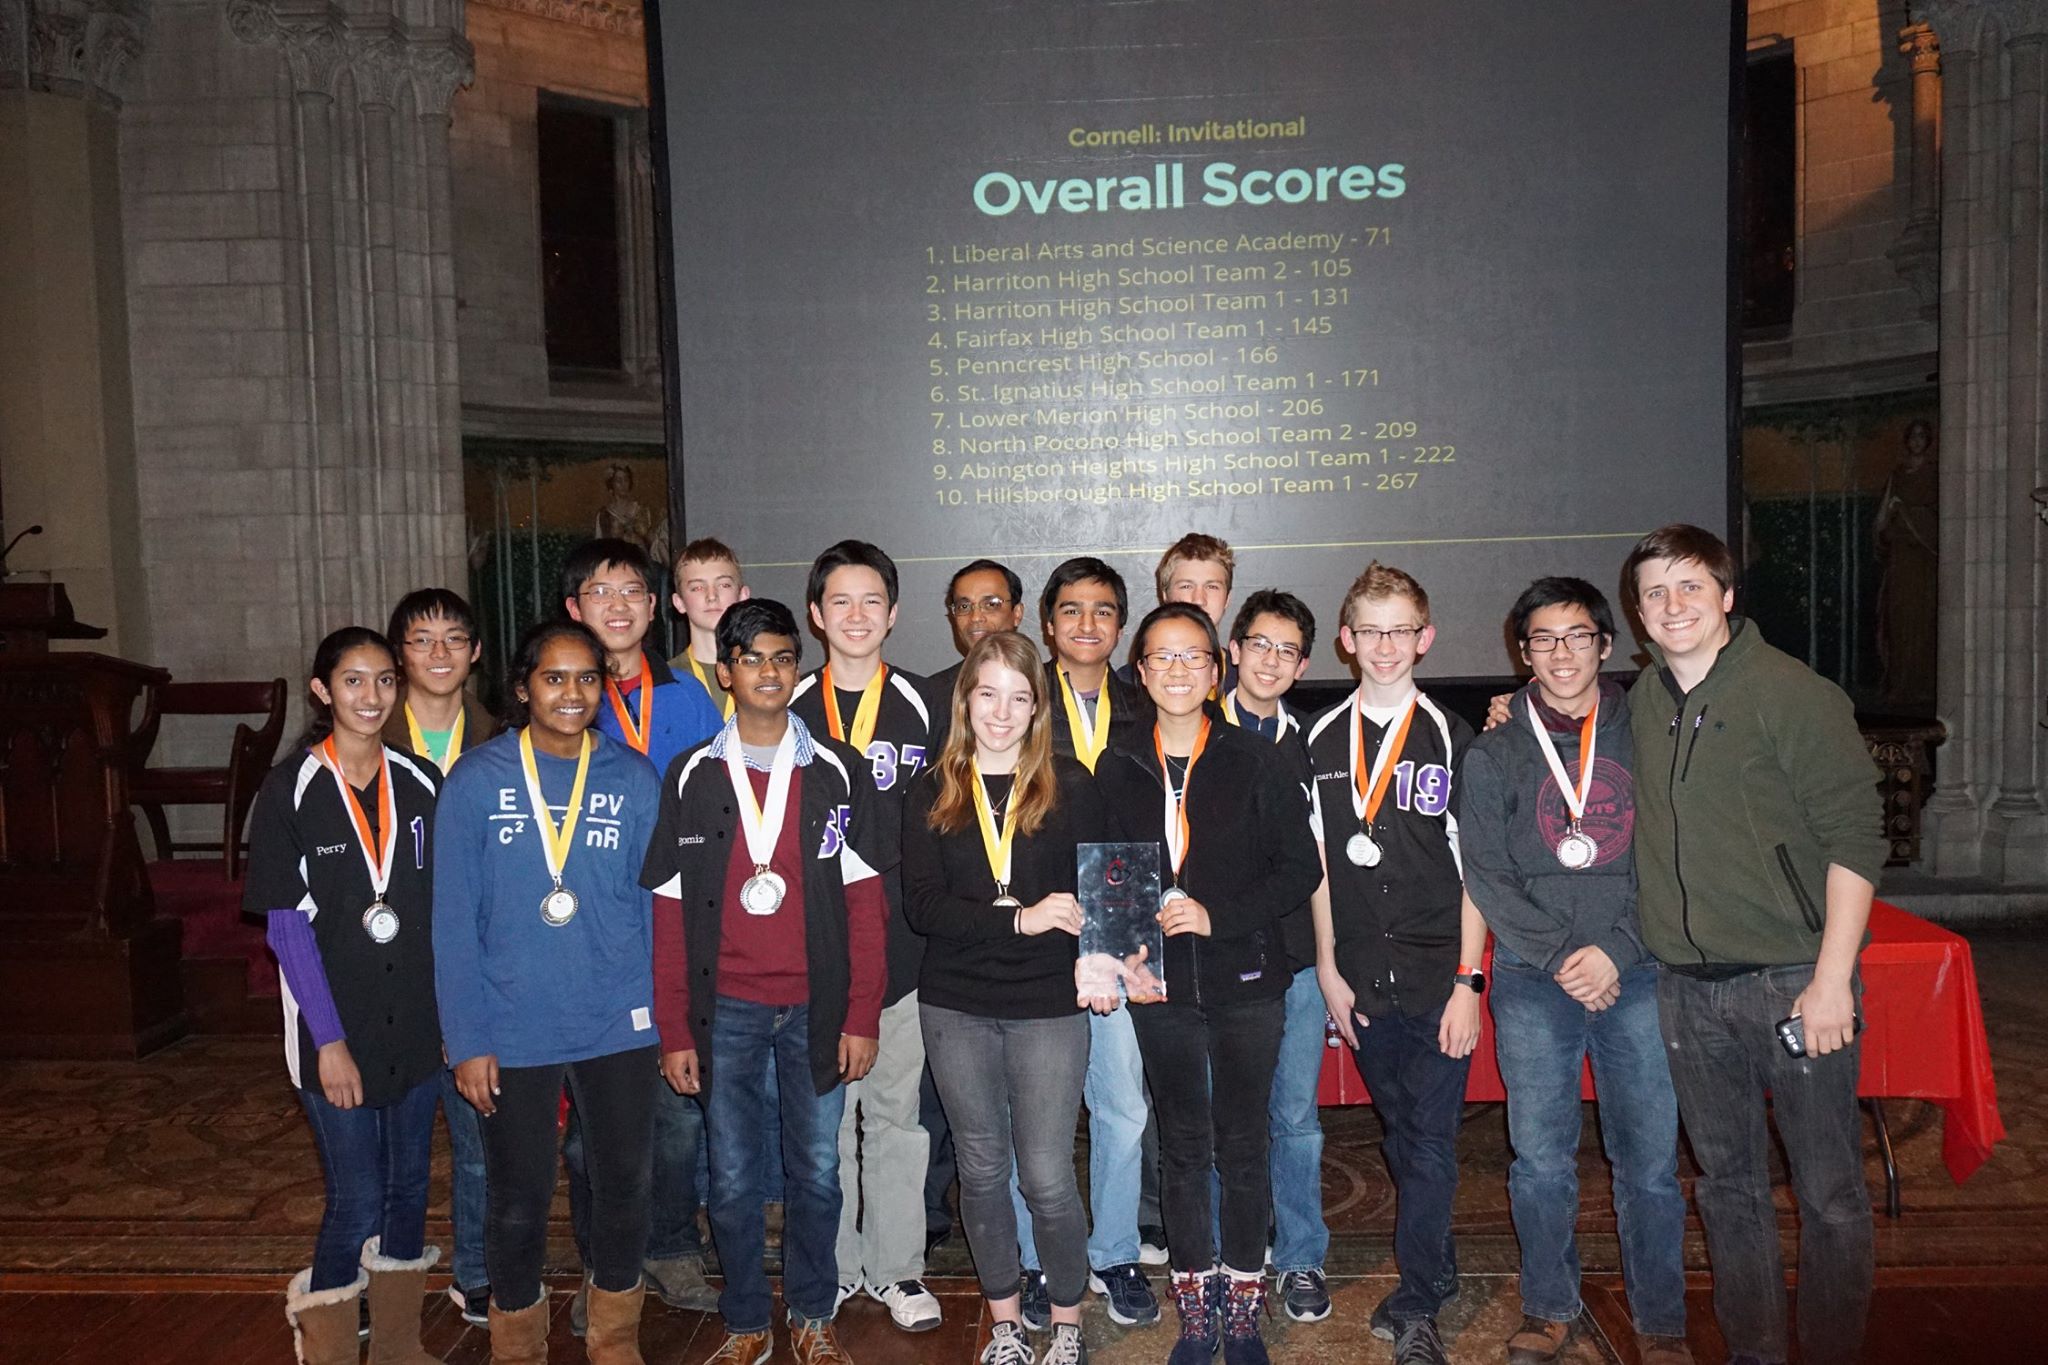 Cornell: Invitational
Overall Scores
1. Liberal Arts and Science Academy - 71
2. Harriton High School Team 2 - 105
3. Harriton High School Team 1 - 131
4. Fairfax High School Team 1 - 145
5. Penncrest High School - 166
6. St. Ignatius High School Team 1 - 171
7. Lower Merion High School - 206
8. North Pocono High School Team 2 - 209
9. Abington Heights High School Team 1 - 222
10. Hillsborough High School Team 1 - 267
37
Perry
1
E
c²
PV
nR
19